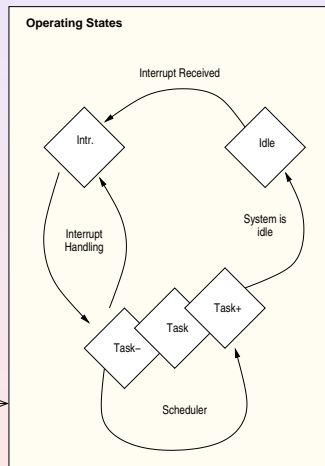 Operating States
Interrupt Received
Intr.
Idle
Interrupt
Handling
System is
idle
Task+
Task
Task−
Scheduler